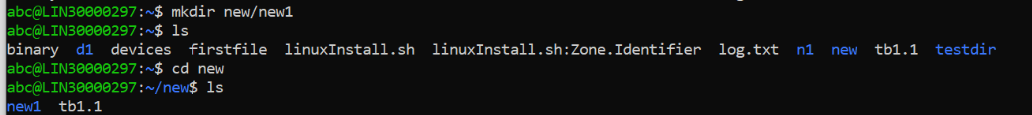 abc@LIN30000297:~$ mkdir new/new1
abc@LIN30000297:~$ ls
binary  d1  devices  firstfile  linuxInstall.sh  linuxInstall.sh:Zone.Identifier  log.txt  n1  new  tb1.1  testdir
abc@LIN30000297:~$ cd new
abc@LIN30000297:~/new$ ls
new1  tb1.1